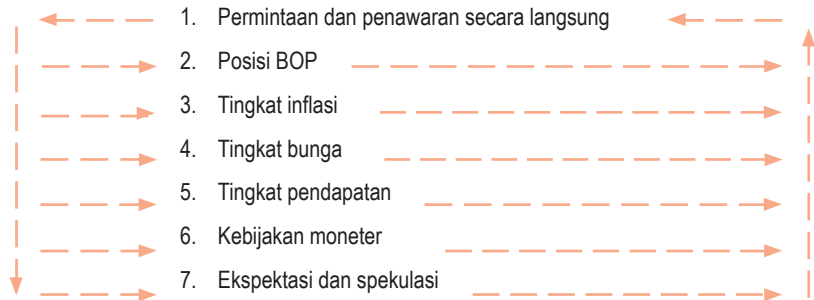 1. Permintaan dan penawaran secara langsung
2. Posisi BOP
3. Tingkat inflasi
4. Tingkat bunga
5. Tingkat pendapatan
6. Kebijakan moneter
7. Ekspektasi dan spekulasi